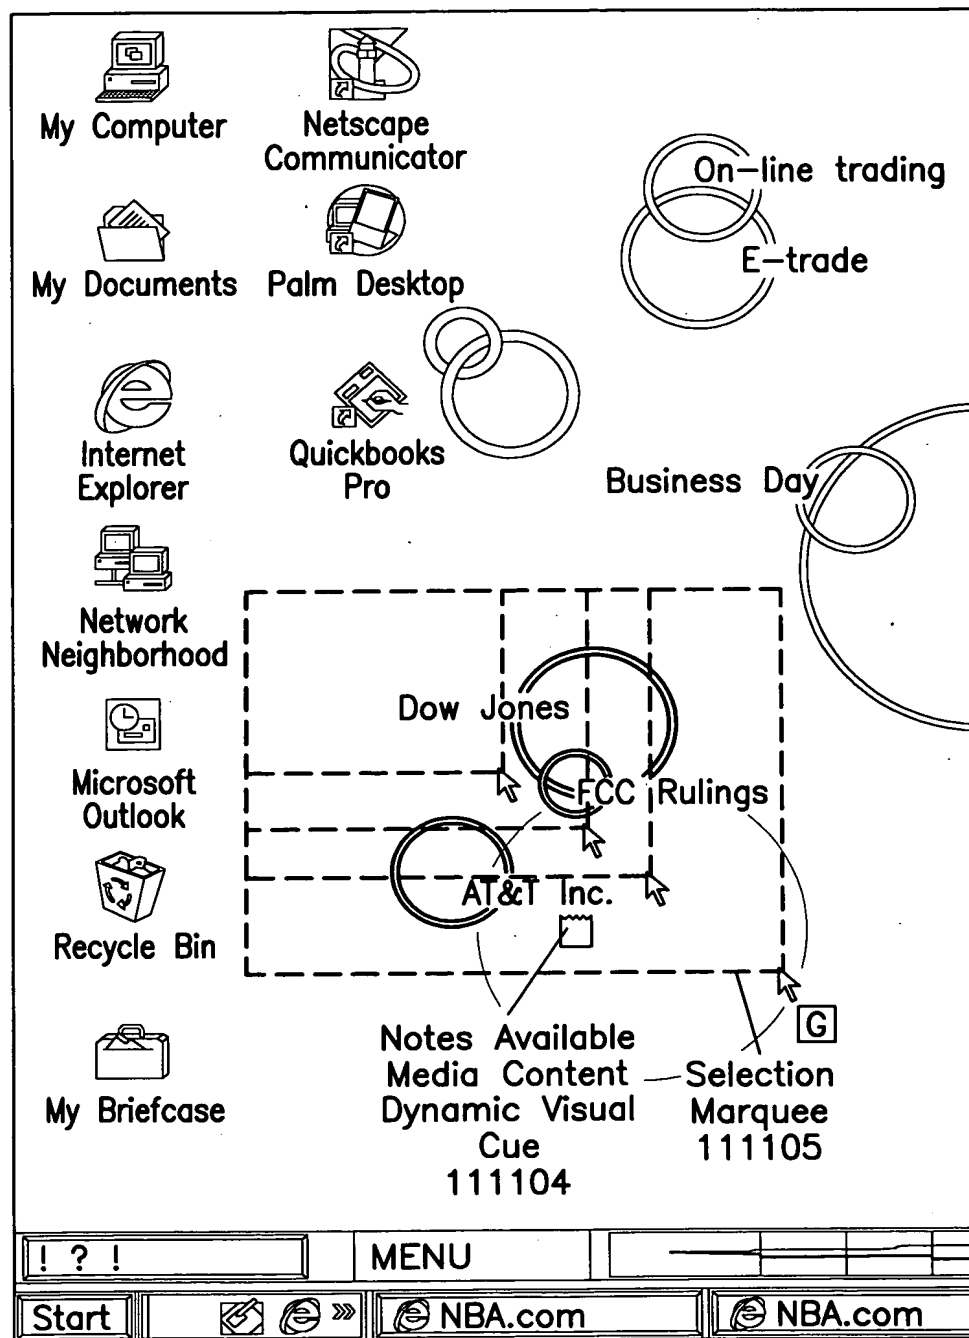 My Computer
Netscape
Communicator
On-line trading
My Documents
Palm Desktop
E-trade
Internet
Explorer
Quickbooks
Pro
Business Day
Network
Neighborhood
Dow Jones
Microsoft
Outlook
FCC Rulings
AT&T Inc.
Recycle Bin
G
My Briefcase
Notes Available
Media Content
Dynamic Visual
Cue
111104
Selection
Marquee
111105
! ? !
MENU
Start
NBA.com
NBA.com